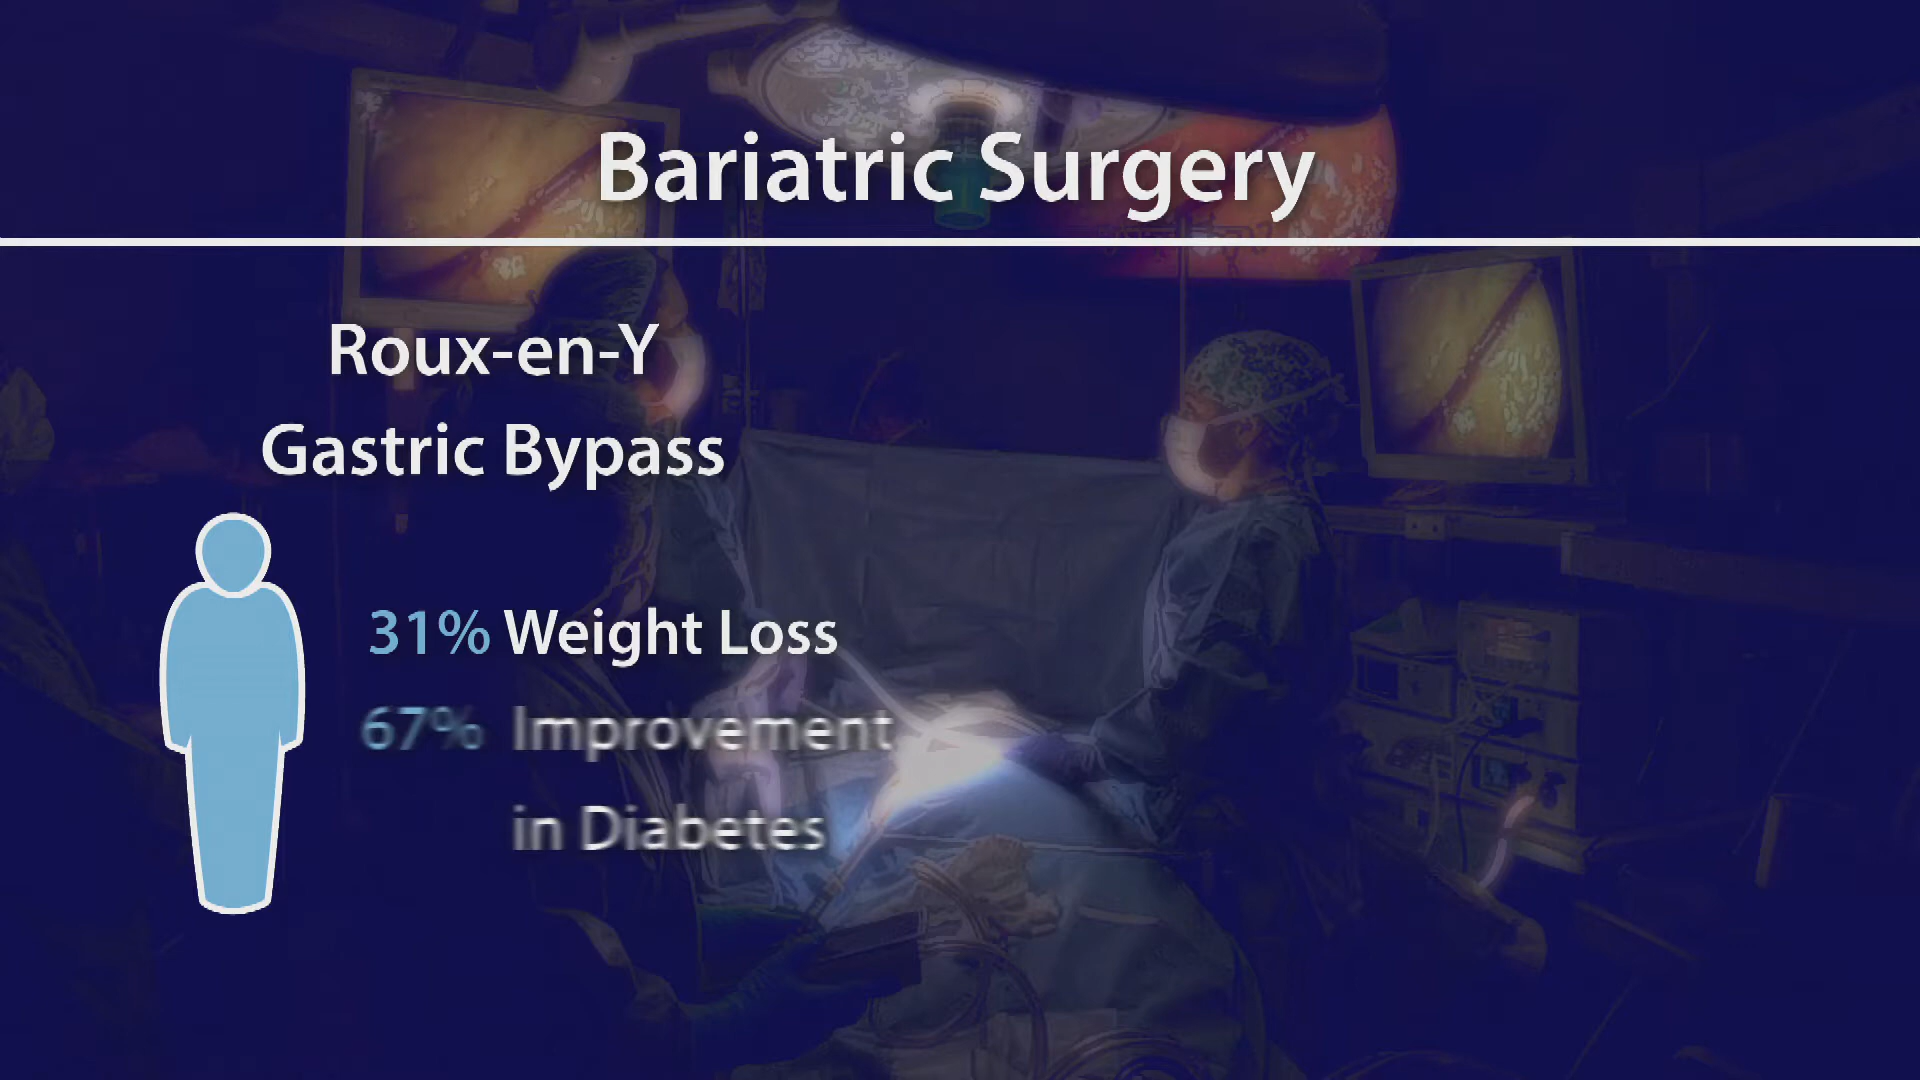 Bariatric Surgery
Roux-en-Y
Gastric Bypass
31% Weight Loss
67% Improvement
in Diabetes